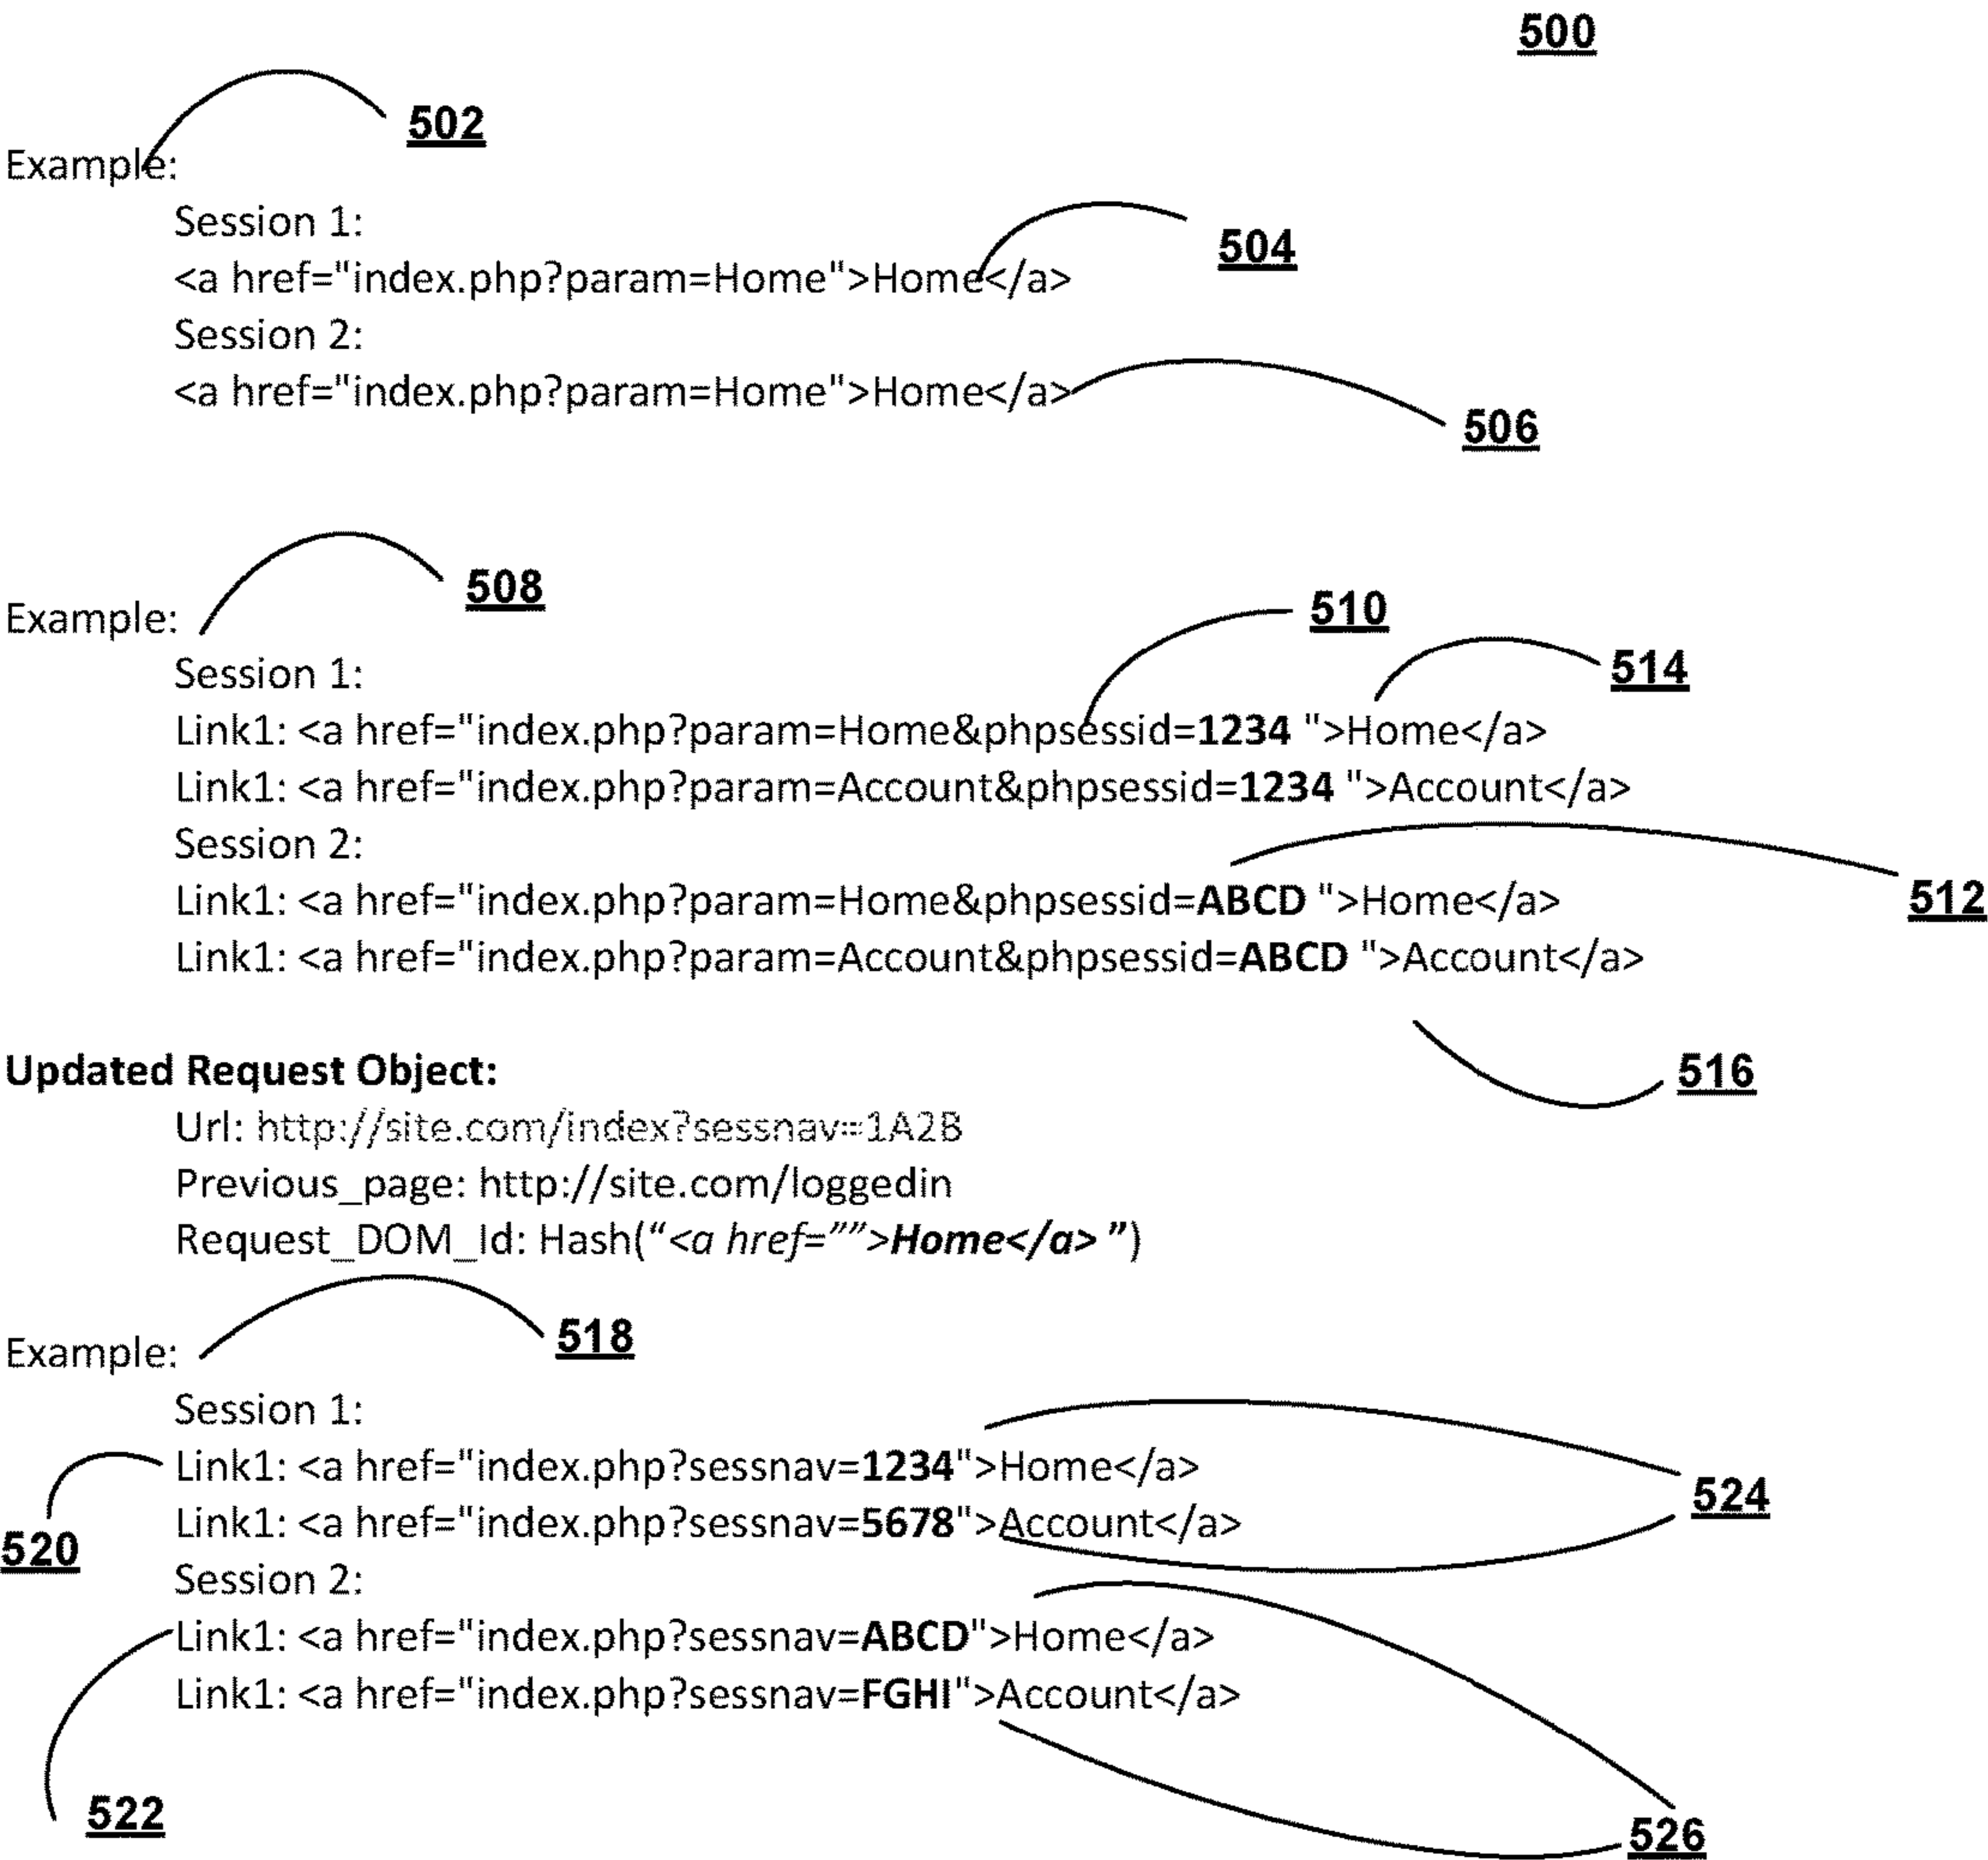 500
502
Example:
Session 1:
504
<a href="index.php?param=Home">Home</a>
Session 2:
<a href="index.php?param=Home">Home</a>
506
508
Example:
510
514
Session 1:
Link1: <a href="index.php?param=Home&phpsessid=1234 ">Home</a>
Link1: <a href="index.php?param=Account&phpsessid=1234 ">Account</a>
Session 2:
Link1: <a href="index.php?param=Home&phpsessid=ABCD ">Home</a>
512
Link1: <a href="index.php?param=Account&phpsessid=ABCD ">Account</a>
Updated Request Object:
516
Url: http://site.com/index?sessnav=1A2B
Previous_page: http://site.com/loggedin
Request_DOM_Id: Hash(“<a href=””>Home</a> ”)
518
Example:
Session 1:
Link1: <a href="index.php?sessnav=1234">Home</a>
524
Link1: <a href="index.php?sessnav=5678">Account</a>
520
Session 2:
Link1: <a href="index.php?sessnav=ABCD">Home</a>
Link1: <a href="index.php?sessnav=FGHI">Account</a>
522
526